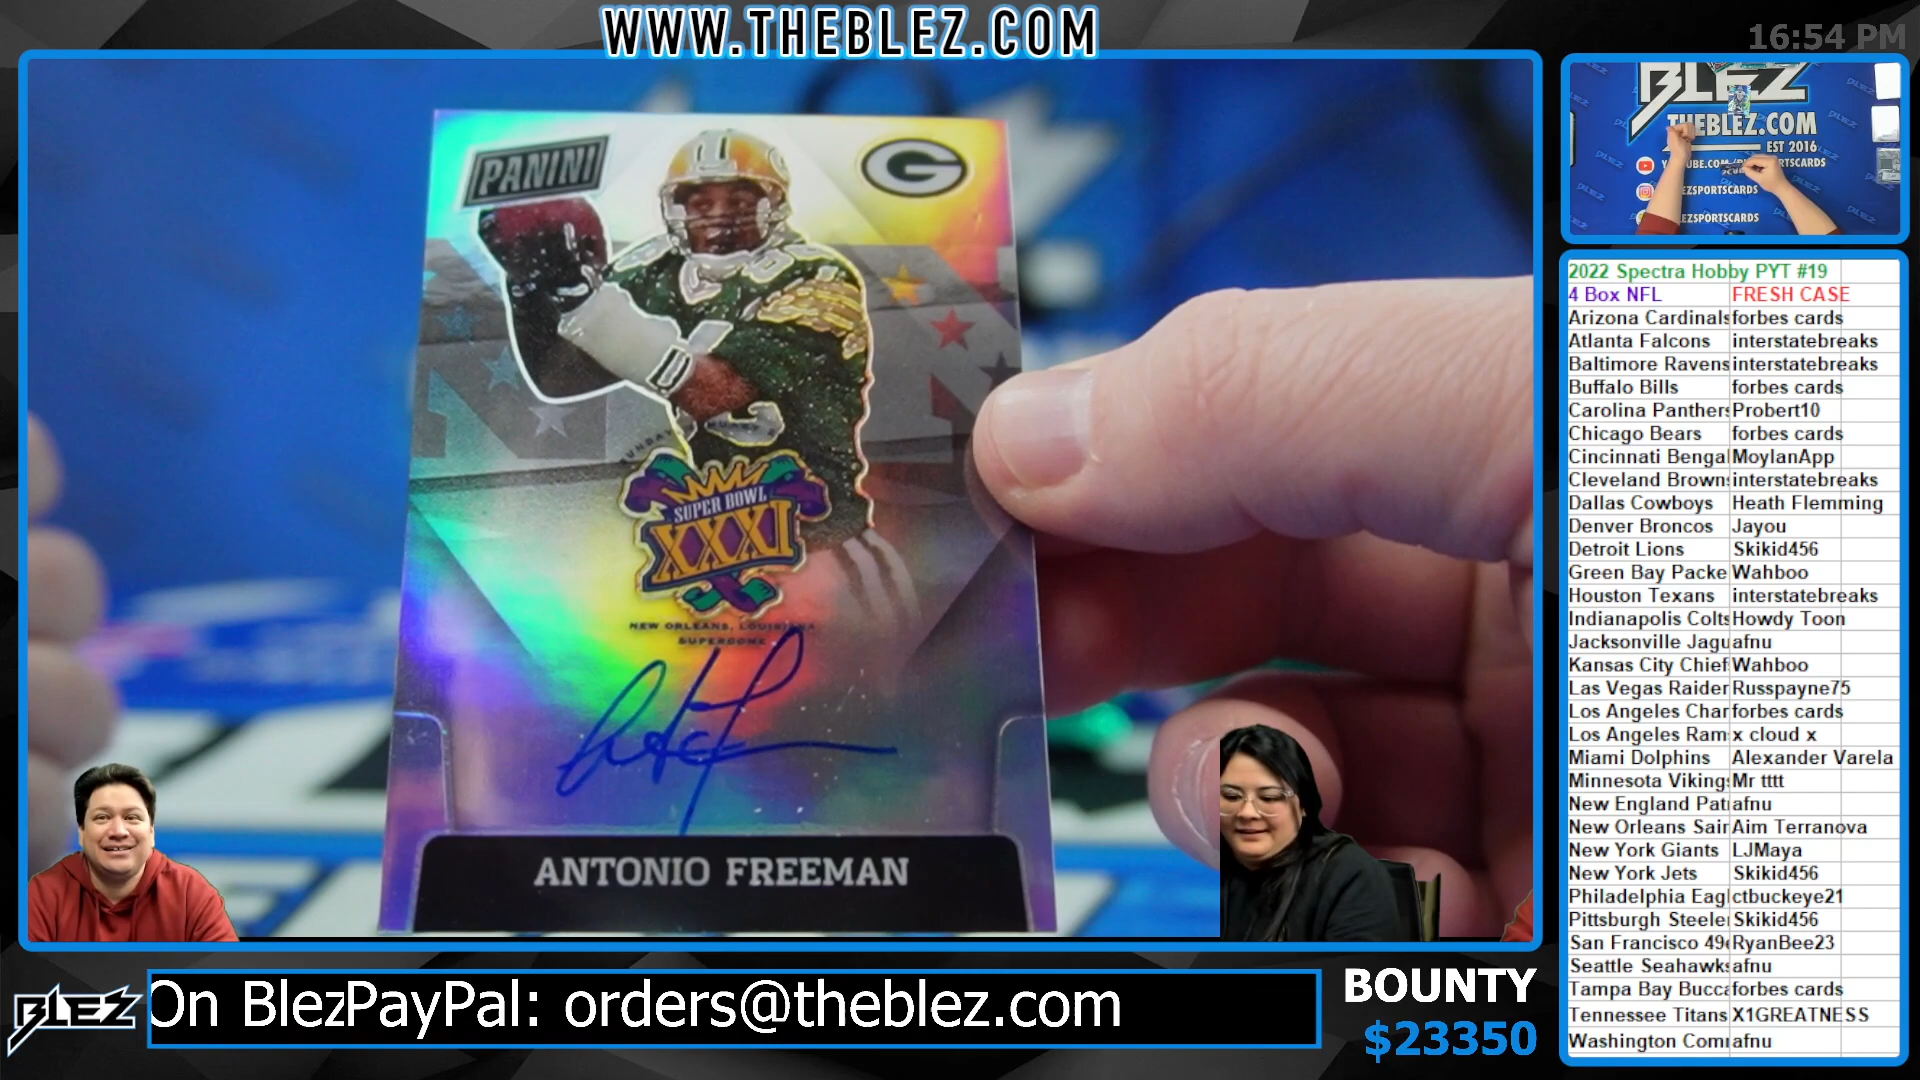 WWW.THEBLEZ.COM
16:54 PM
PANINI
G
SUPER BOWL
XXXI
NEW ORLEANS, LOUISIANA
SUPERDOME
ANTONIO FREEMAN
BLEZ
THEBLEZ.COM
EST 2016
2022 Spectra Hobby PYT #19
4 Box NFL FRESH CASE
Arizona Cardinals forbes cards
Atlanta Falcons interstatebreaks
Baltimore Ravens interstatebreaks
Buffalo Bills forbes cards
Carolina Panthers Probert10
Chicago Bears forbes cards
Cincinnati Bengal MoylanApp
Cleveland Browns interstatebreaks
Dallas Cowboys Heath Flemming
Denver Broncos Jayou
Detroit Lions Skikid456
Green Bay Packe Wahboo
Houston Texans interstatebreaks
Indianapolis Colts Howdy Toon
Jacksonville Jagu afnu
Kansas City Chief Wahboo
Las Vegas Raider Russpayne75
Los Angeles Char forbes cards
Los Angeles Ram x cloud x
Miami Dolphins Alexander Varela
Minnesota Viking Mr tttt
New England Pat afnu
New Orleans Sain Aim Terranova
New York Giants LJMaya
New York Jets Skikid456
Philadelphia Eagl ctbuckeye21
Pittsburgh Steele Skikid456
San Francisco 49 RyanBee23
Seattle Seahawks afnu
Tampa Bay Bucca forbes cards
Tennessee Titans X1GREATNESS
Washington Com afnu
BLEZ
On BlezPayPal: orders@theblez.com
BOUNTY
$23350